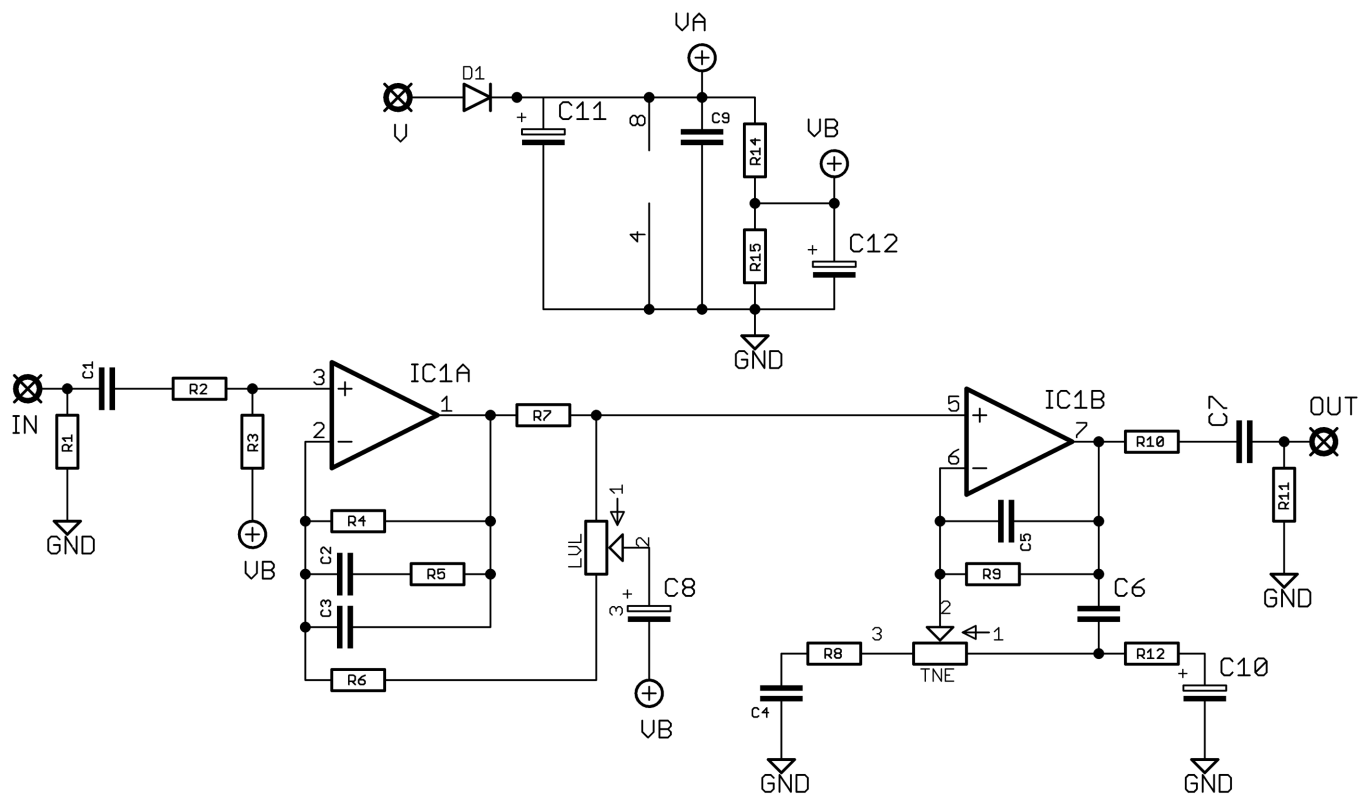 VA
D1
C11
V
+
8
C9
R14
VB
4
R15
+
C12
GND
IN
C1
R2
R1
GND
R3
VB
3
+
2
−
IC1A
1
R7
R4
C2
R5
C3
R6
1
LVL
2
+
3
C8
VB
5
+
6
−
IC1B
7
R10
C7
OUT
R11
GND
C5
R9
C6
2
1
3
R8
TNE
R12
C4
GND
+
C10
GND